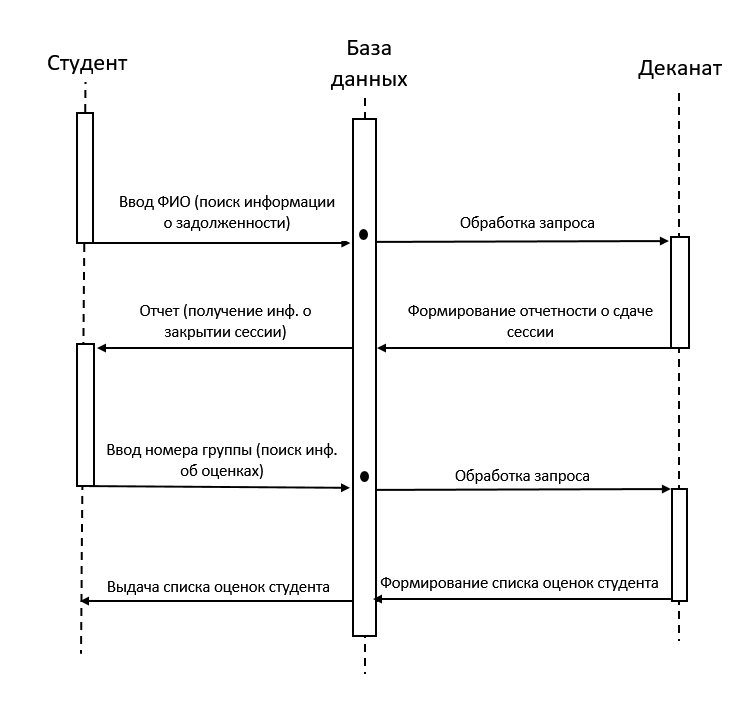 Студент
База
данных
Деканат
Ввод ФИО (поиск информации
о задолженности)
Обработка запроса
Отчет (получение инф. о
закрытии сессии)
Формирование отчетности о сдаче
сессии
Ввод номера группы (поиск инф.
об оценках)
Обработка запроса
Выдача списка оценок студента
Формирование списка оценок студента